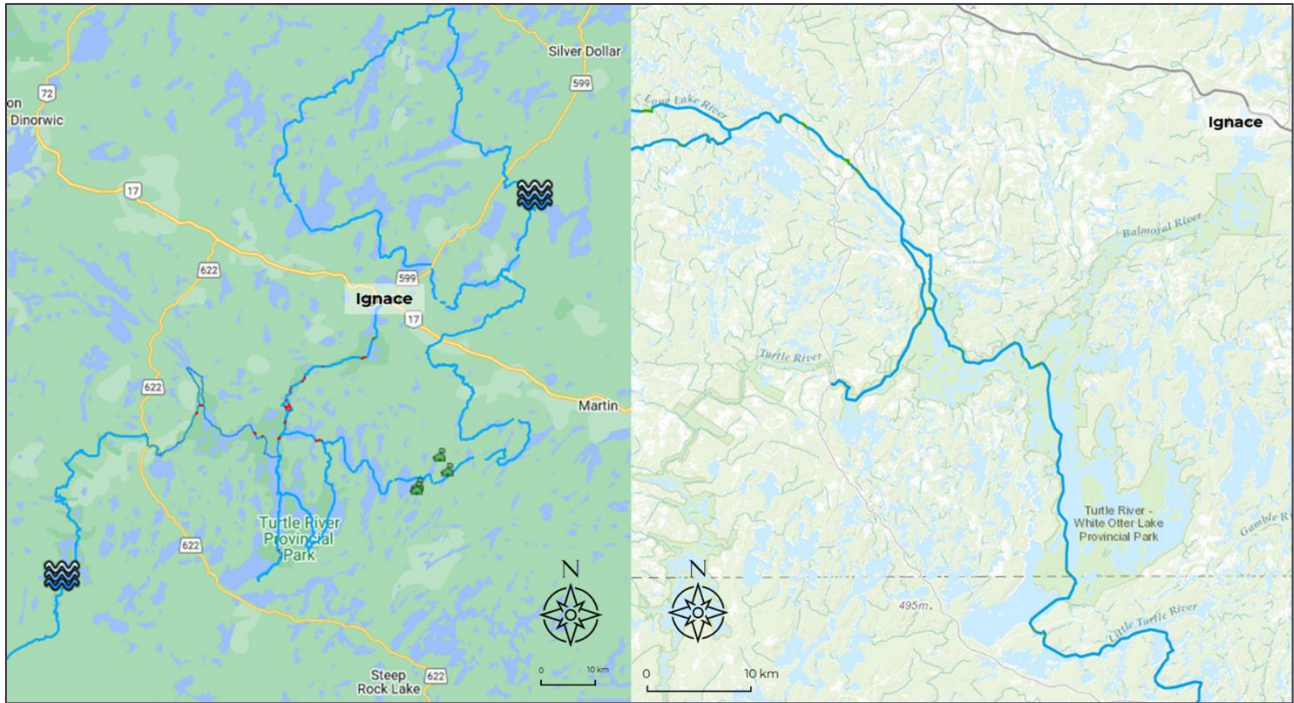 Silver Dollar
599
72
on
Dinorwic
17
622
599
Ignace
17
622
Martin
Turtle River
Provincial
Park
622
N
0 10 km
Steep
Rock Lake
622
Long Lake River
Ignace
Balmoral River
Turtle River
Turtle River -
White Otter Lake
Provincial Park
Gamble R
N
495m.
Little Turtle River
0 10 km